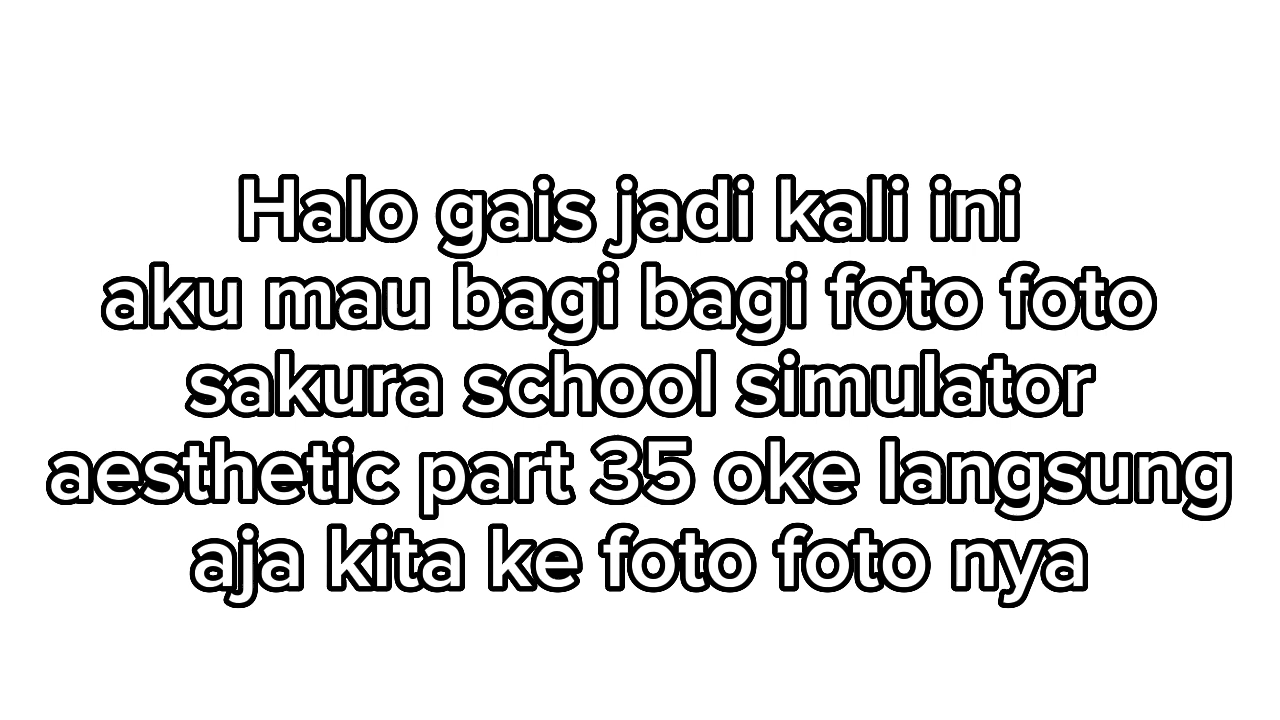 Halo gais jadi kali ini
aku mau bagi bagi foto foto
sakura school simulator
aesthetic part 35 oke langsung
aja kita ke foto foto nya